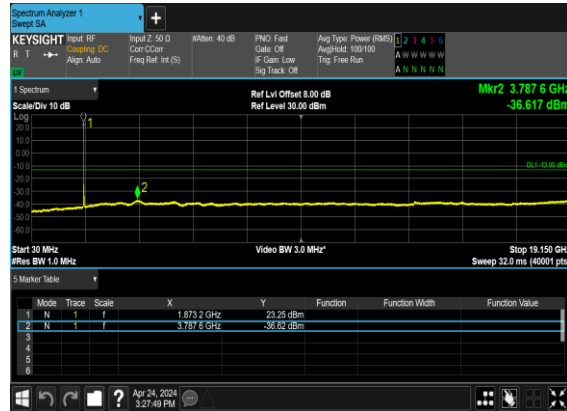 Spectrum Analyzer 1
Swept SA
+
KEYSIGHT Input: RF Input Z: 50 Ω #Atten: 40 dB PNO: Fast Avg Type: Power (RMS) 1 2 3 4 5 6
R T Coupling: DC Corr CCorr Gate: Off Avg|Hold: 100/100 A W W W W W
Align: Auto Freq Ref: Int (S) IF Gain: Low Trig: Free Run
LW Sig Track: Off A N N N N N
1 Spectrum Ref Lvl Offset 8.00 dB Mkr2 3.787 6 GHz
Scale/Div 10 dB Ref Level 30.00 dBm -36.617 dBm
Log
20.0
10.0
0.00
-10.0
-20.0
-30.0
-40.0
-50.0
-60.0
1
DL1 -13.00 dBm
2
Start 30 MHz Video BW 3.0 MHz* Stop 19.150 GHz
#Res BW 1.0 MHz Sweep 32.0 ms (40001 pts)
5 Marker Table
Mode Trace Scale X Y Function Function Width Function Value
1 N 1 f 1.873 2 GHz 23.25 dBm
2 N 1 f 3.787 6 GHz -36.62 dBm
3
4
5
6
? Apr 24, 2024
3:27:49 PM